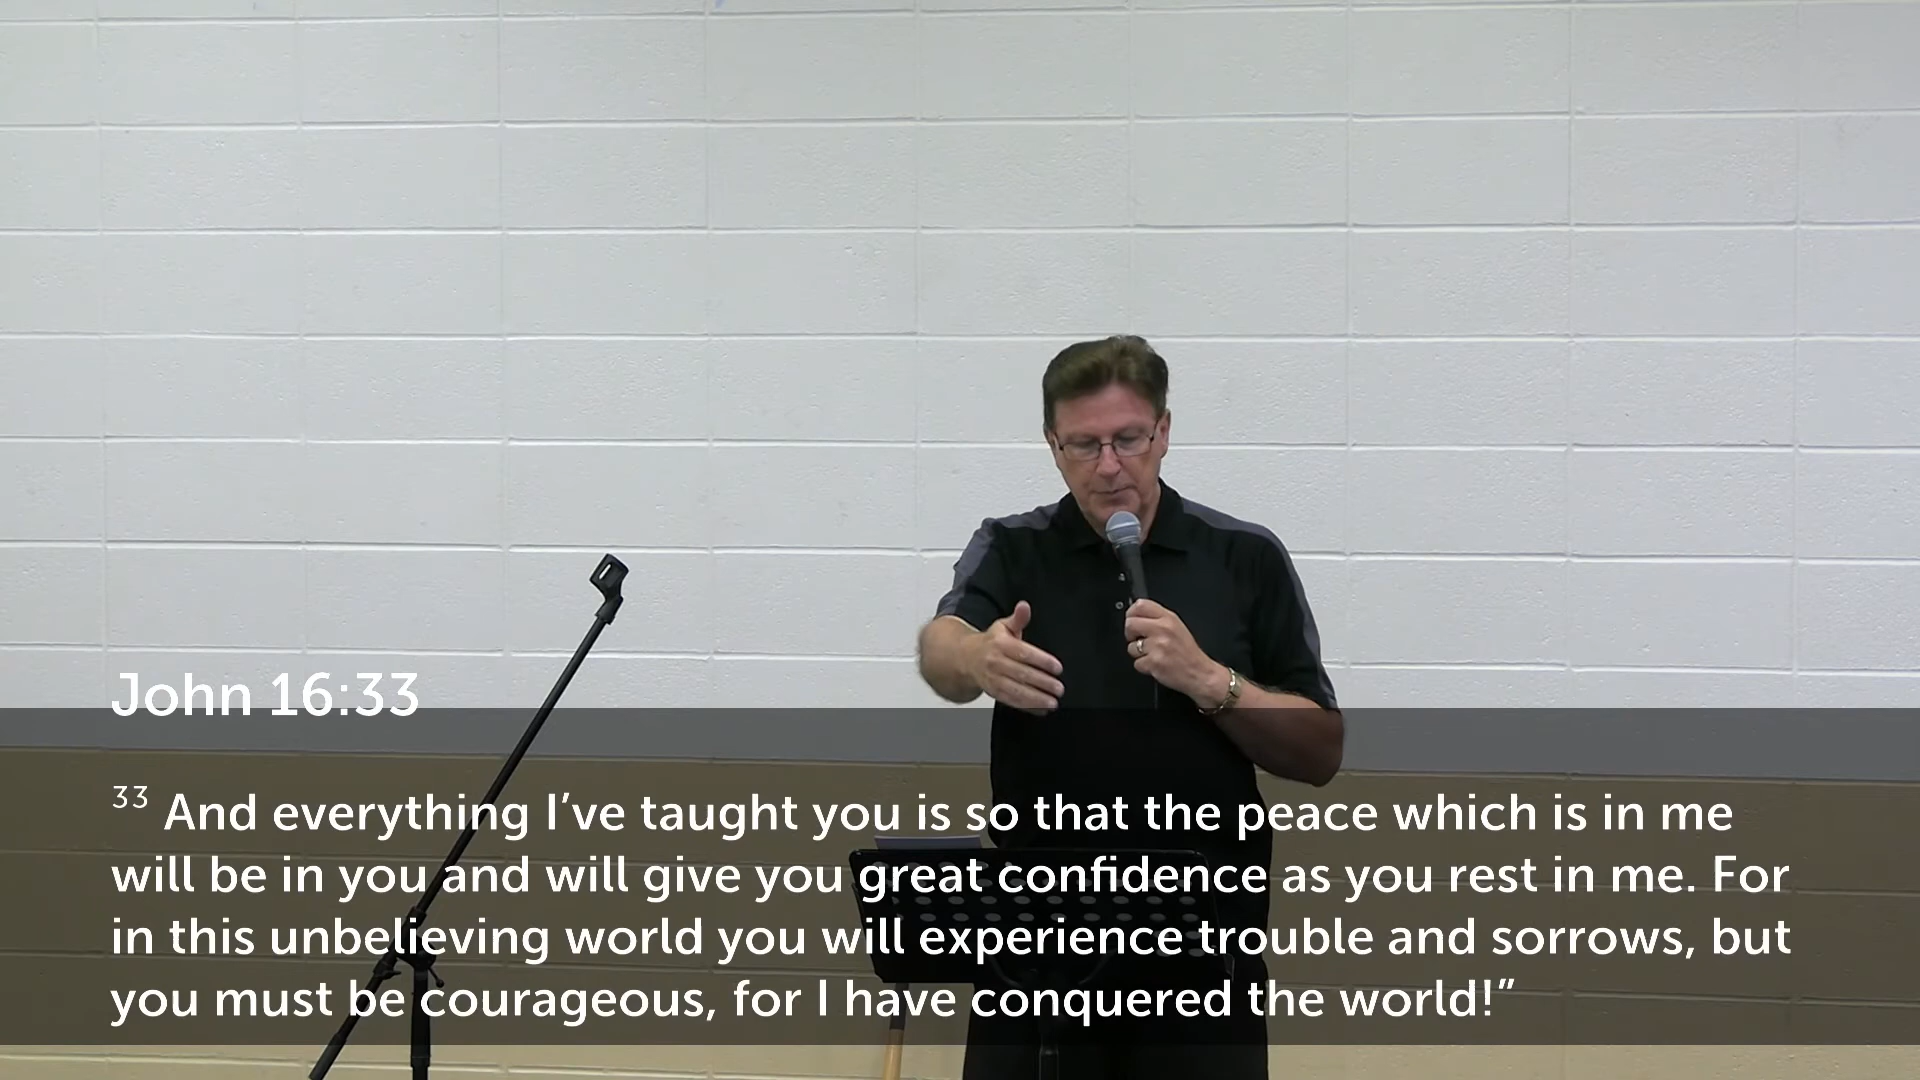 John 16:33
33 And everything I’ve taught you is so that the peace which is in me
will be in you and will give you great confidence as you rest in me. For
in this unbelieving world you will experience trouble and sorrows, but
you must be courageous, for I have conquered the world!”